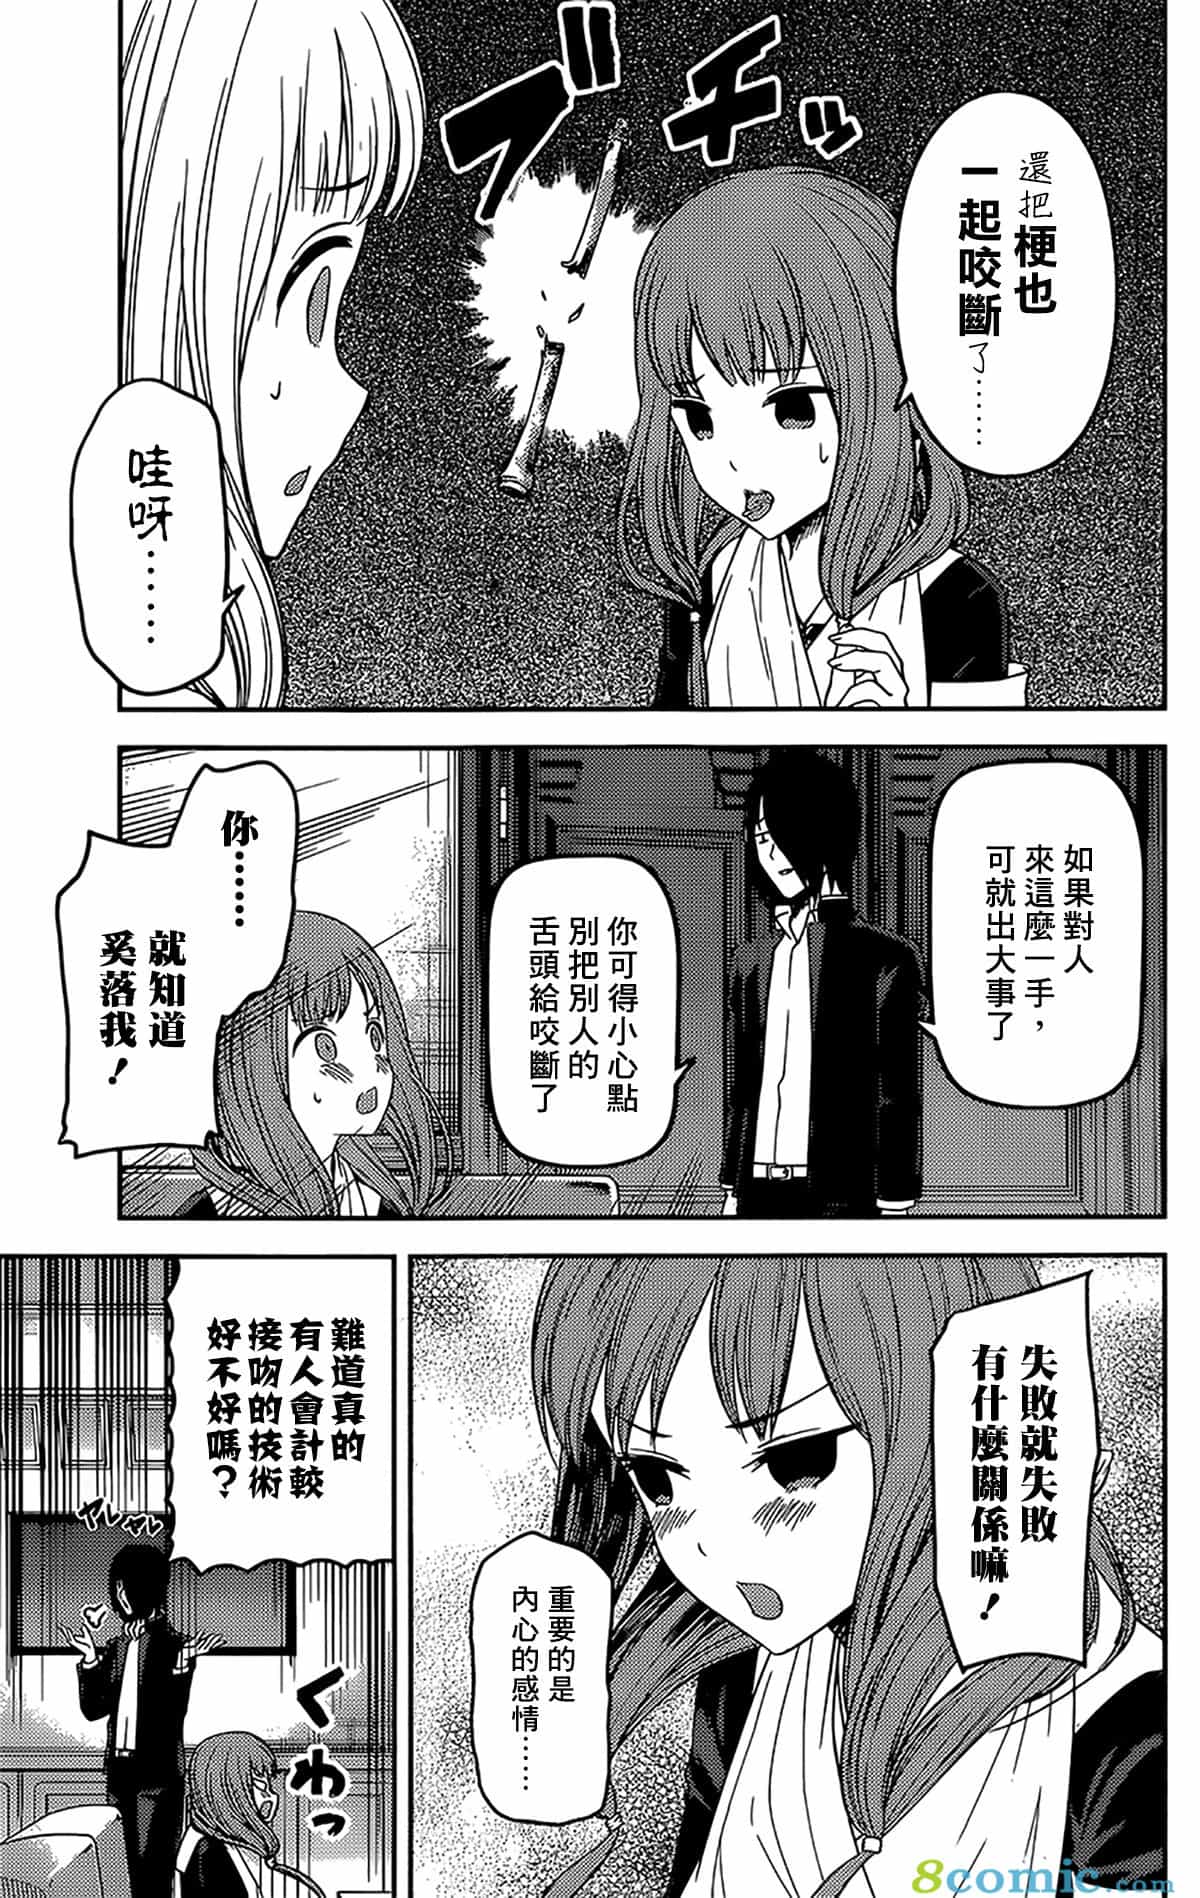 ブチッ
還把梗也
一起咬斷
了……
哇呀……
如果對人
來這麼一手，
可就出大事了
你可得小心點
別把別人的
舌頭給咬斷了
你……
就知道
奚落我！
失敗就失敗
有什麼關係嘛！
重要的是
內心的感情……
難道真的
有人會計較
接吻的技術
好不好嗎？
ヤレヤレ
くわっ
8comic.com